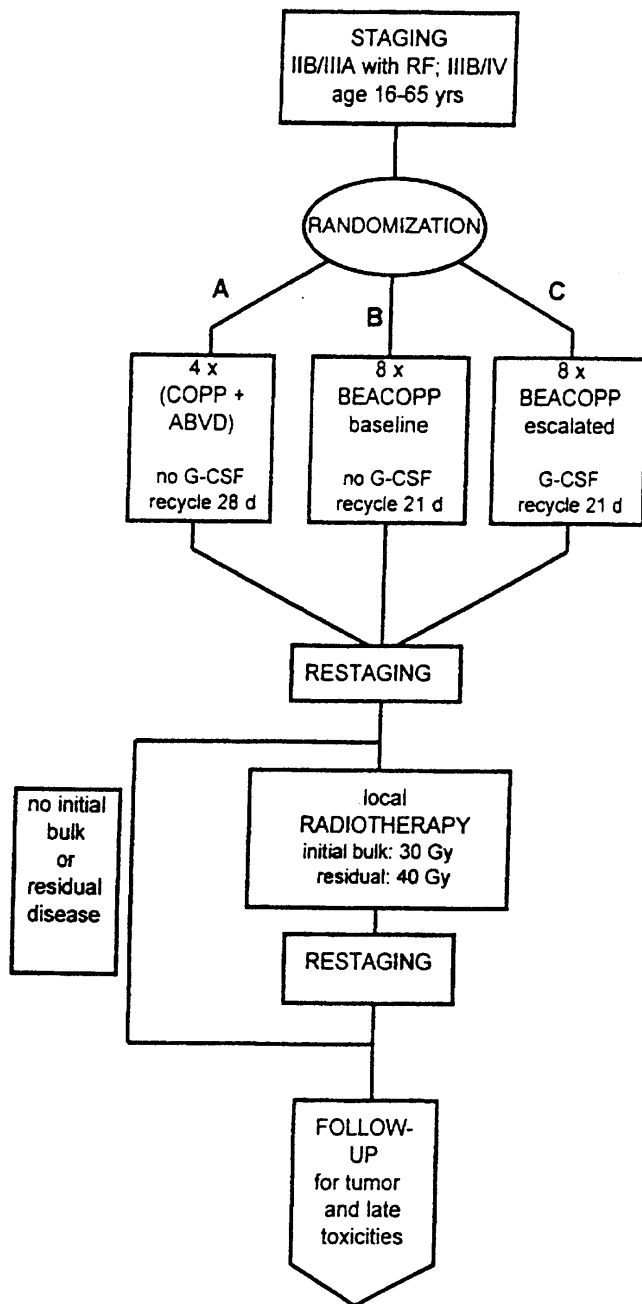 STAGING
IIB/IIIA with RF; IIIB/IV
age 16-65 yrs
RANDOMIZATION
A
B
C
4 x
(COPP +
ABVD)
no G-CSF
recycle 28 d
8 x
BEACOPP
baseline
no G-CSF
recycle 21 d
8 x
BEACOPP
escalated
G-CSF
recycle 21 d
RESTAGING
no initial
bulk
or
residual
disease
local
RADIOTHERAPY
initial bulk: 30 Gy
residual: 40 Gy
RESTAGING
FOLLOW-
UP
for tumor
and late
toxicities